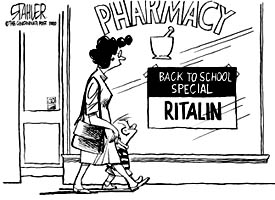 STAHLER
PHARMACY
BACK TO SCHOOL
SPECIAL
RITALIN